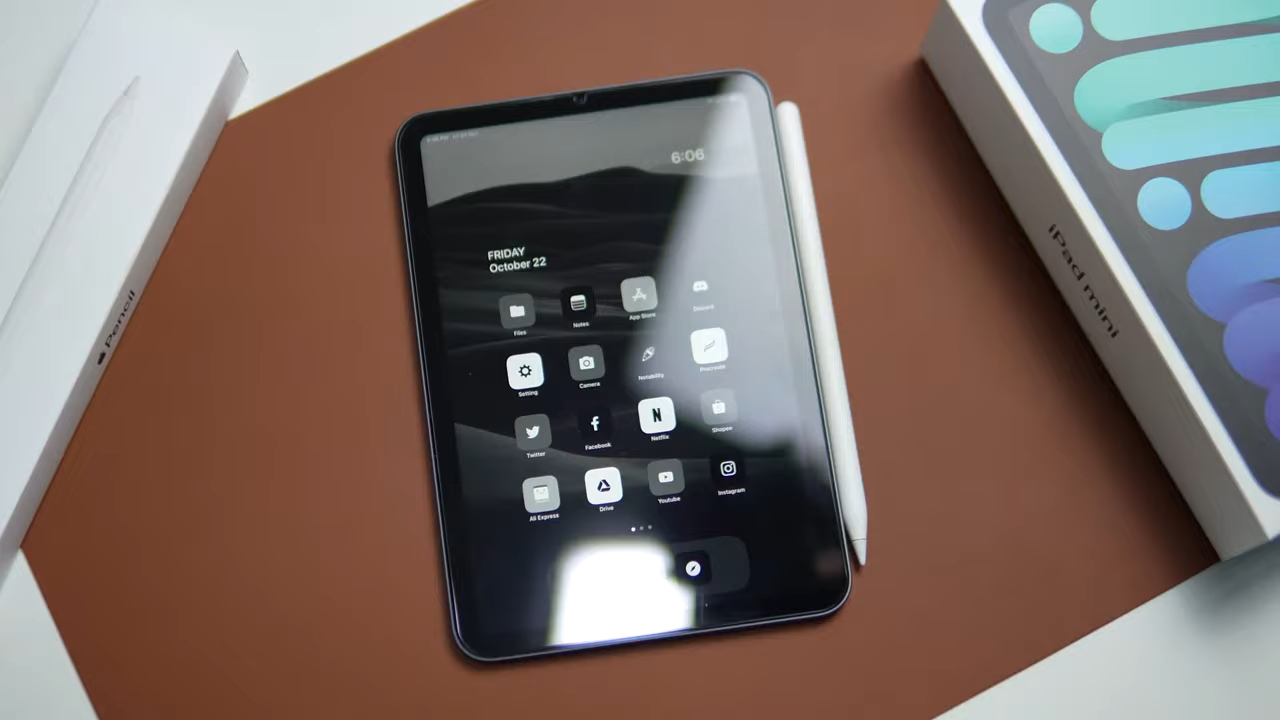 6:06
FRIDAY
October 22
Files
Notes
App Store
Discord
Setting
Camera
Notability
Procreate
Twitter
Facebook
N
Netflix
Shopee
Ali Express
Drive
Youtube
Instagram
Pencil
iPad mini